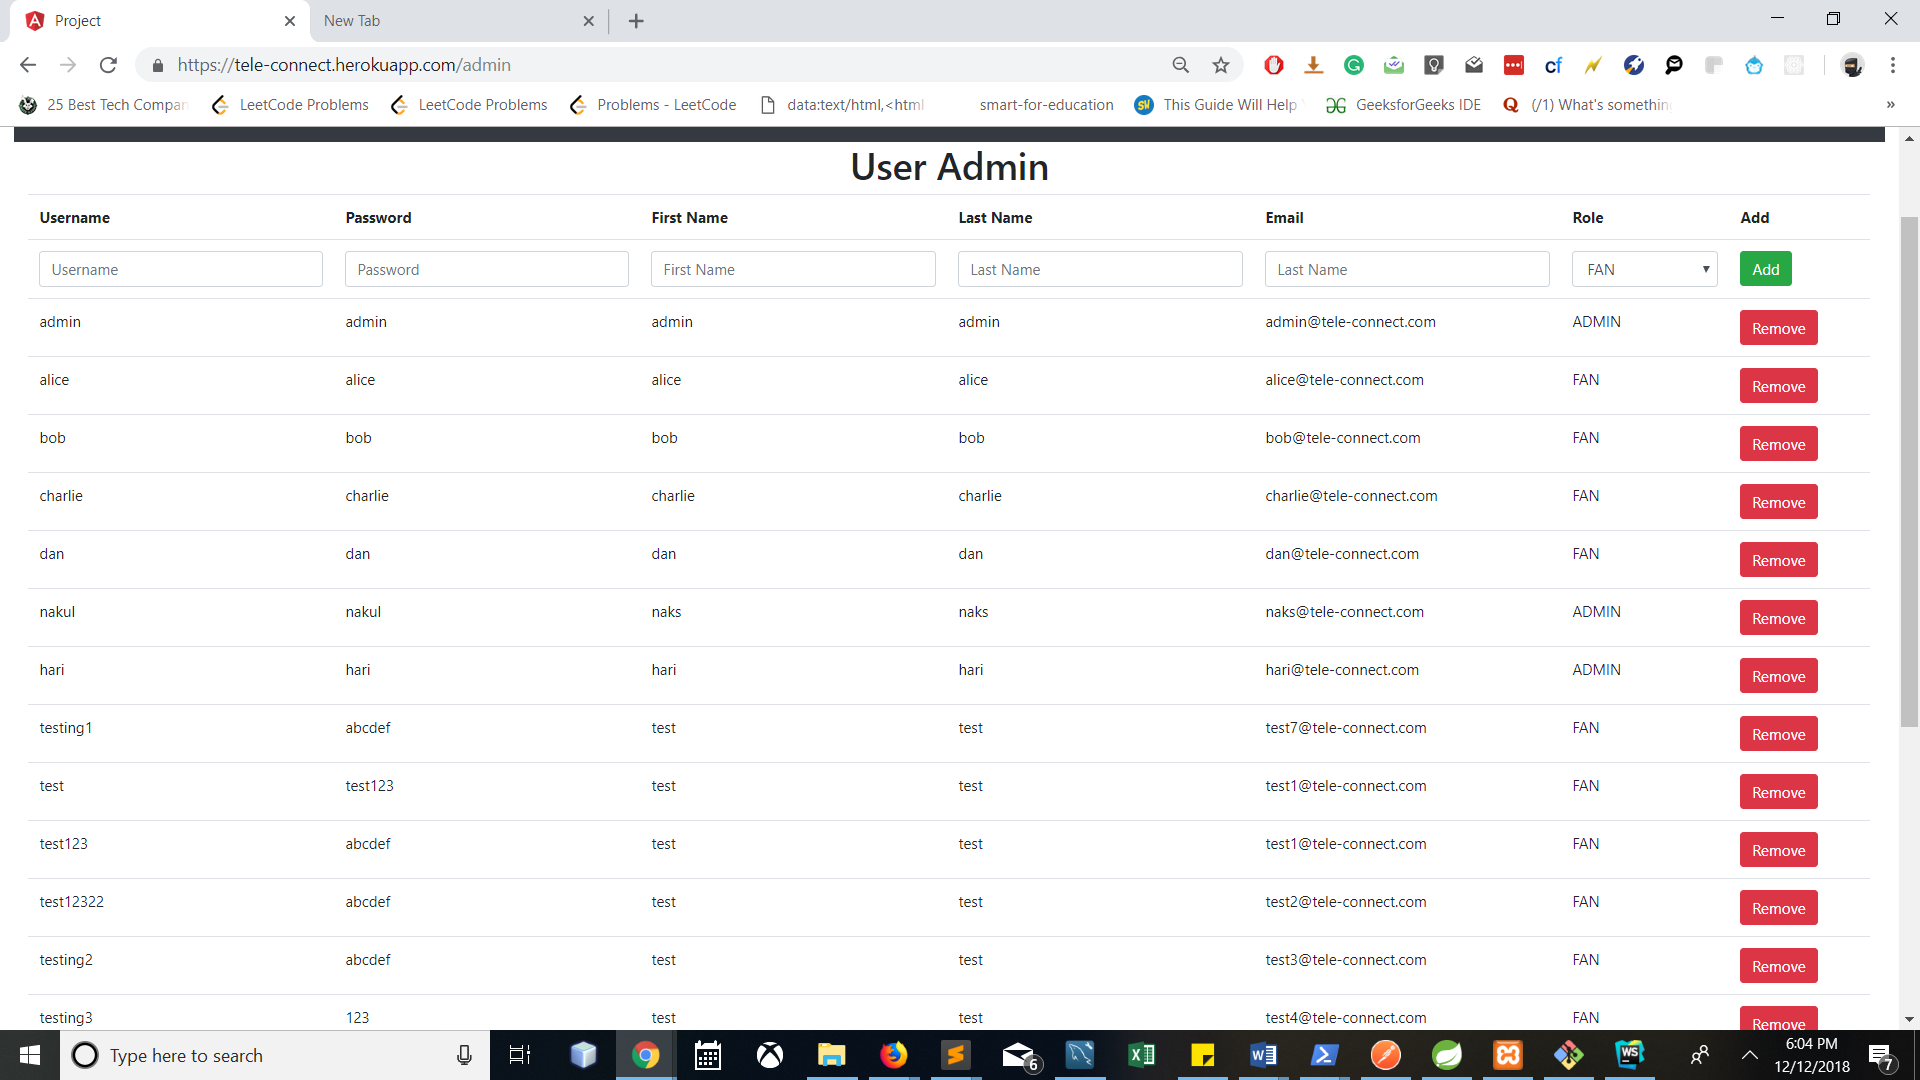 Project
New Tab
https://tele-connect.herokuapp.com/admin
25 Best Tech Compan LeetCode Problems LeetCode Problems Problems - LeetCode data:text/html,<html smart-for-education This Guide Will Help GeeksforGeeks IDE (/1) What's somethin »
User Admin
Username Password First Name Last Name Email Role Add
Username Password First Name Last Name Last Name FAN Add
admin admin admin admin admin@tele-connect.com ADMIN Remove
alice alice alice alice alice@tele-connect.com FAN Remove
bob bob bob bob bob@tele-connect.com FAN Remove
charlie charlie charlie charlie charlie@tele-connect.com FAN Remove
dan dan dan dan dan@tele-connect.com FAN Remove
nakul nakul naks naks naks@tele-connect.com ADMIN Remove
hari hari hari hari hari@tele-connect.com ADMIN Remove
testing1 abcdef test test test7@tele-connect.com FAN Remove
test test123 test test test1@tele-connect.com FAN Remove
test123 abcdef test test test1@tele-connect.com FAN Remove
test12322 abcdef test test test2@tele-connect.com FAN Remove
testing2 abcdef test test test3@tele-connect.com FAN Remove
testing3 123 test test test4@tele-connect.com FAN Remove
Type here to search 6 WS 6:04 PM
12/12/2018 7